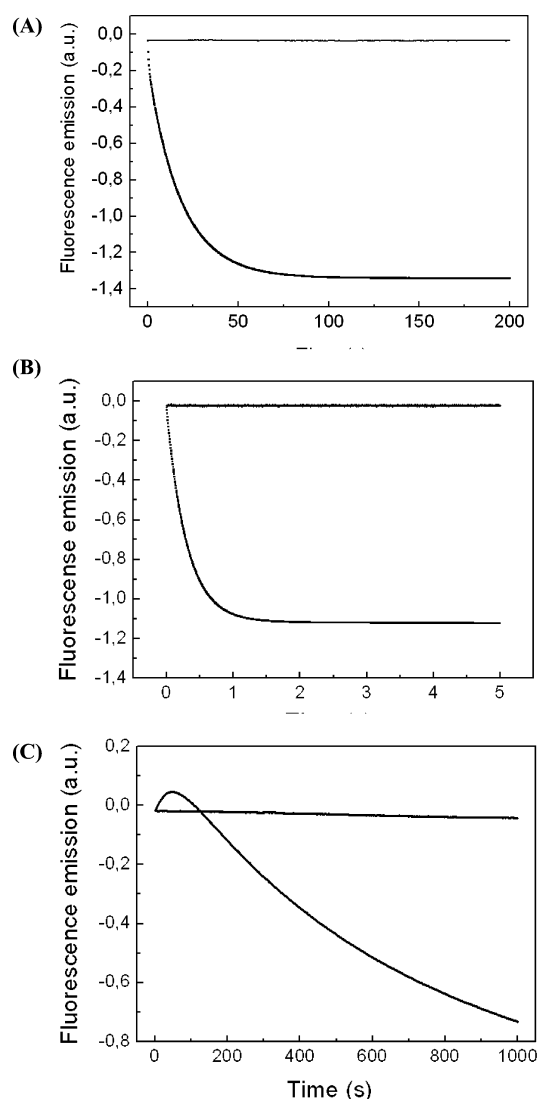 (A)
Fluorescence emission (a.u.)
0,0
-0,2
-0,4
-0,6
-0,8
-1,0
-1,2
-1,4
0 50 100 150 200
(B)
Fluorescense emission (a.u.)
0,0
-0,2
-0,4
-0,6
-0,8
-1,0
-1,2
-1,4
0 1 2 3 4 5
(C)
Fluorescence emission (a.u.)
0,2
0,0
-0,2
-0,4
-0,6
-0,8
0 200 400 600 800 1000
Time (s)